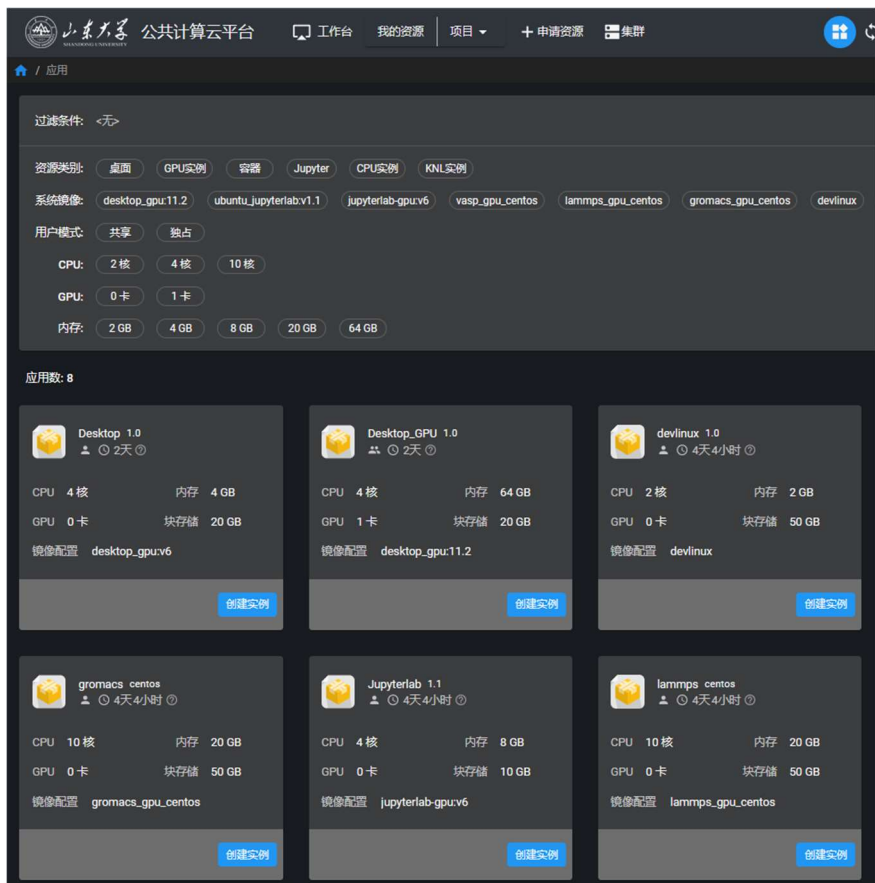 山东大学 SHANDONG UNIVERSITY 公共计算云平台 工作台 我的资源 项目 申请资源 集群
/ 应用
过滤条件: <无>
资源类别: 桌面 GPU实例 容器 Jupyter CPU实例 KNL实例
系统镜像: desktop_gpu:11.2 ubuntu_jupyterlab:v1.1 jupyterlab-gpu:v6 vasp_gpu_centos lammps_gpu_centos gromacs_gpu_centos devlinux
用户模式: 共享 独占
CPU: 2 核 4 核 10 核
GPU: 0 卡 1 卡
内存: 2 GB 4 GB 8 GB 20 GB 64 GB
应用数: 8
Desktop 1.0
2天
CPU 4 核 内存 4 GB
GPU 0 卡 块存储 20 GB
镜像配置 desktop_gpu:v6
创建实例
Desktop_GPU 1.0
2天
CPU 4 核 内存 64 GB
GPU 1 卡 块存储 20 GB
镜像配置 desktop_gpu:11.2
创建实例
devlinux 1.0
4天4小时
CPU 2 核 内存 2 GB
GPU 0 卡 块存储 50 GB
镜像配置 devlinux
创建实例
gromacs centos
4天4小时
CPU 10 核 内存 20 GB
GPU 0 卡 块存储 50 GB
镜像配置 gromacs_gpu_centos
创建实例
Jupyterlab 1.1
4天4小时
CPU 4 核 内存 8 GB
GPU 0 卡 块存储 10 GB
镜像配置 jupyterlab-gpu:v6
创建实例
lammps centos
4天4小时
CPU 10 核 内存 20 GB
GPU 0 卡 块存储 50 GB
镜像配置 lammps_gpu_centos
创建实例